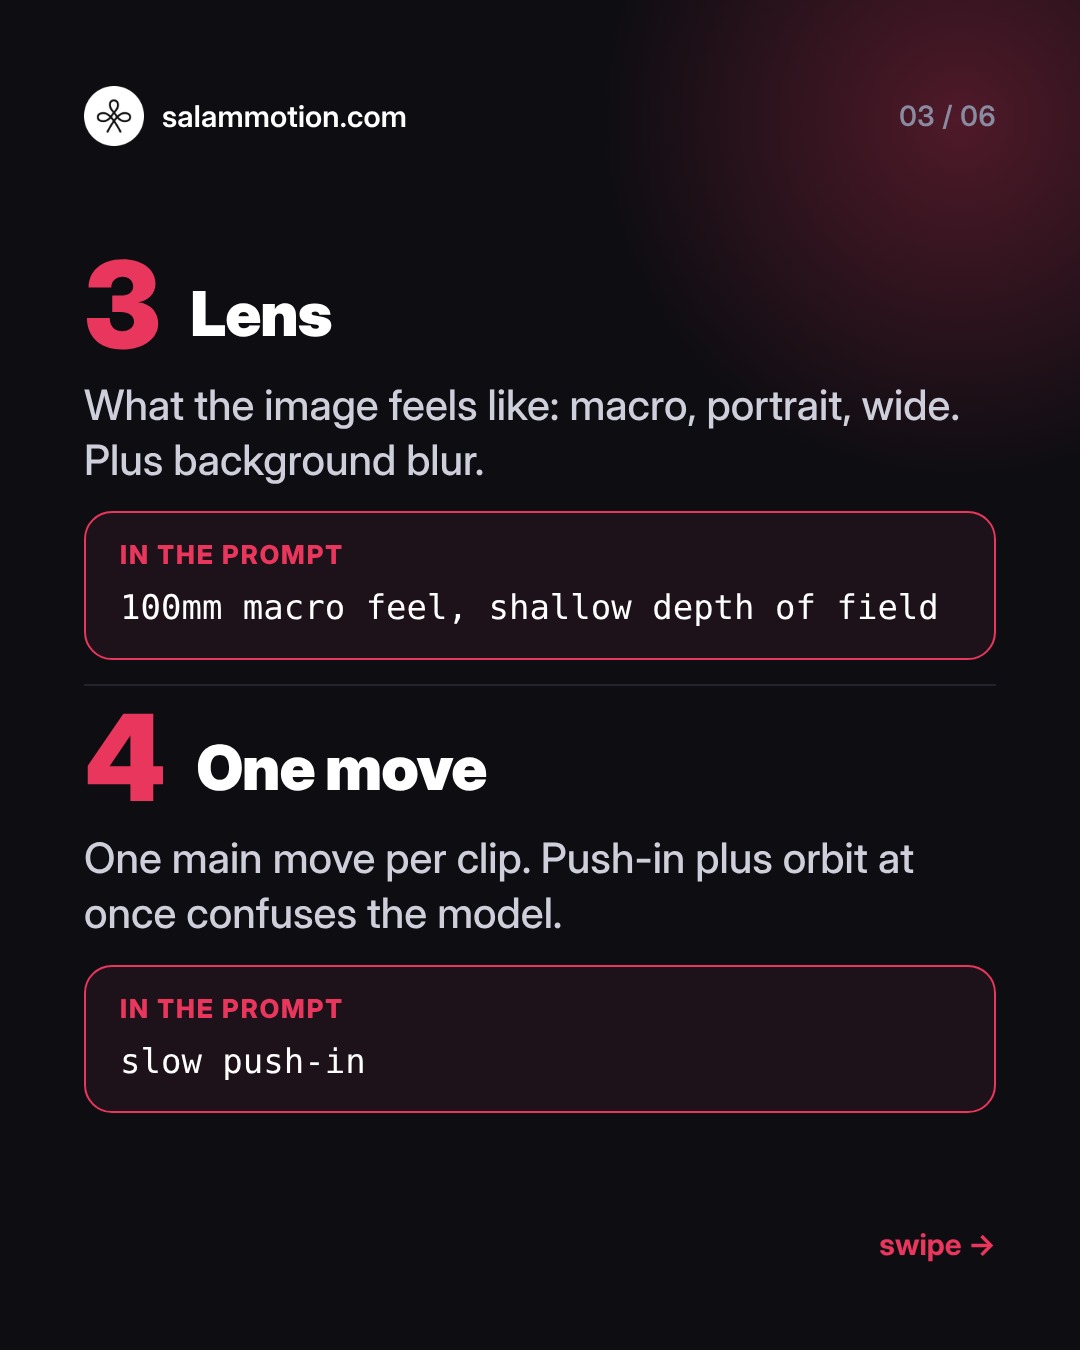 salammotion.com
03 / 06
3 Lens
What the image feels like: macro, portrait, wide.
Plus background blur.
IN THE PROMPT
100mm macro feel, shallow depth of field
4 One move
One main move per clip. Push-in plus orbit at
once confuses the model.
IN THE PROMPT
slow push-in
swipe →